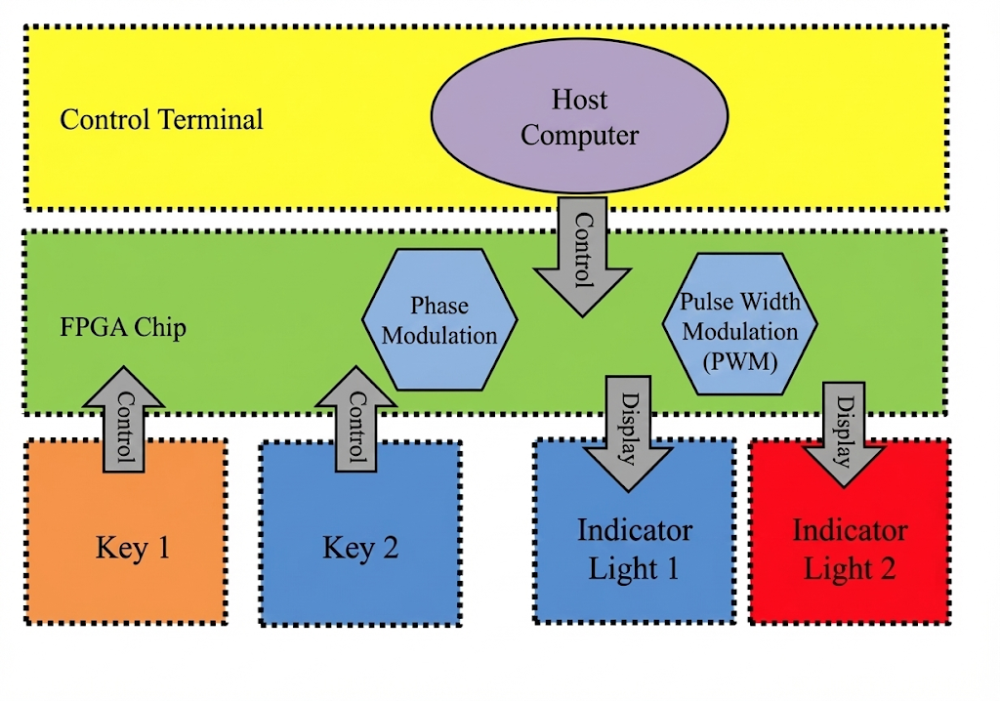 Control Terminal
Host
Computer
Control
FPGA Chip
Phase
Modulation
Pulse Width
Modulation
(PWM)
Control
Control
Display
Display
Key 1
Key 2
Indicator
Light 1
Indicator
Light 2